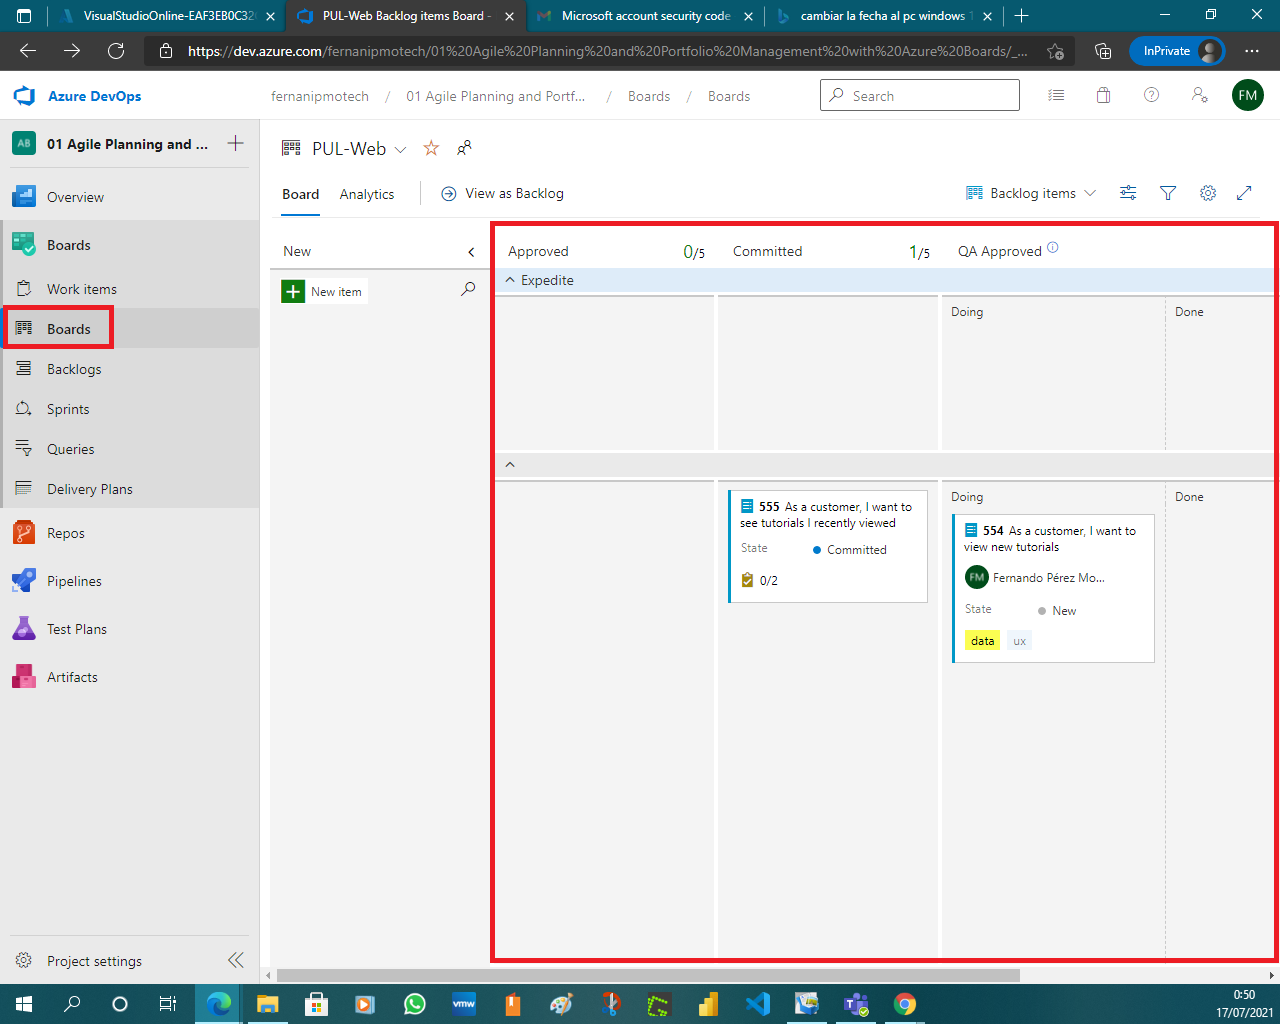 VisualStudioOnline-EAF3EB0C32
PUL-Web Backlog items Board -
Microsoft account security code
cambiar la fecha al pc windows 1
https://dev.azure.com/fernanipmotech/01%20Agile%20Planning%20and%20Portfolio%20Management%20with%20Azure%20Boards/_...
InPrivate
Azure DevOps
fernanipmotech / 01 Agile Planning and Portf... / Boards / Boards
Search
FM
AB 01 Agile Planning and ...
Overview
Boards
Work items
Boards
Backlogs
Sprints
Queries
Delivery Plans
Repos
Pipelines
Test Plans
Artifacts
Project settings
PUL-Web
Board Analytics View as Backlog
Backlog items
New
New item
Approved 0/5 Committed 1/5 QA Approved
Expedite
Doing Done
555 As a customer, I want to
see tutorials I recently viewed
State Committed
0/2
Doing Done
554 As a customer, I want to
view new tutorials
FM Fernando Pérez Mo...
State New
data ux
vmw
0:50
17/07/2021